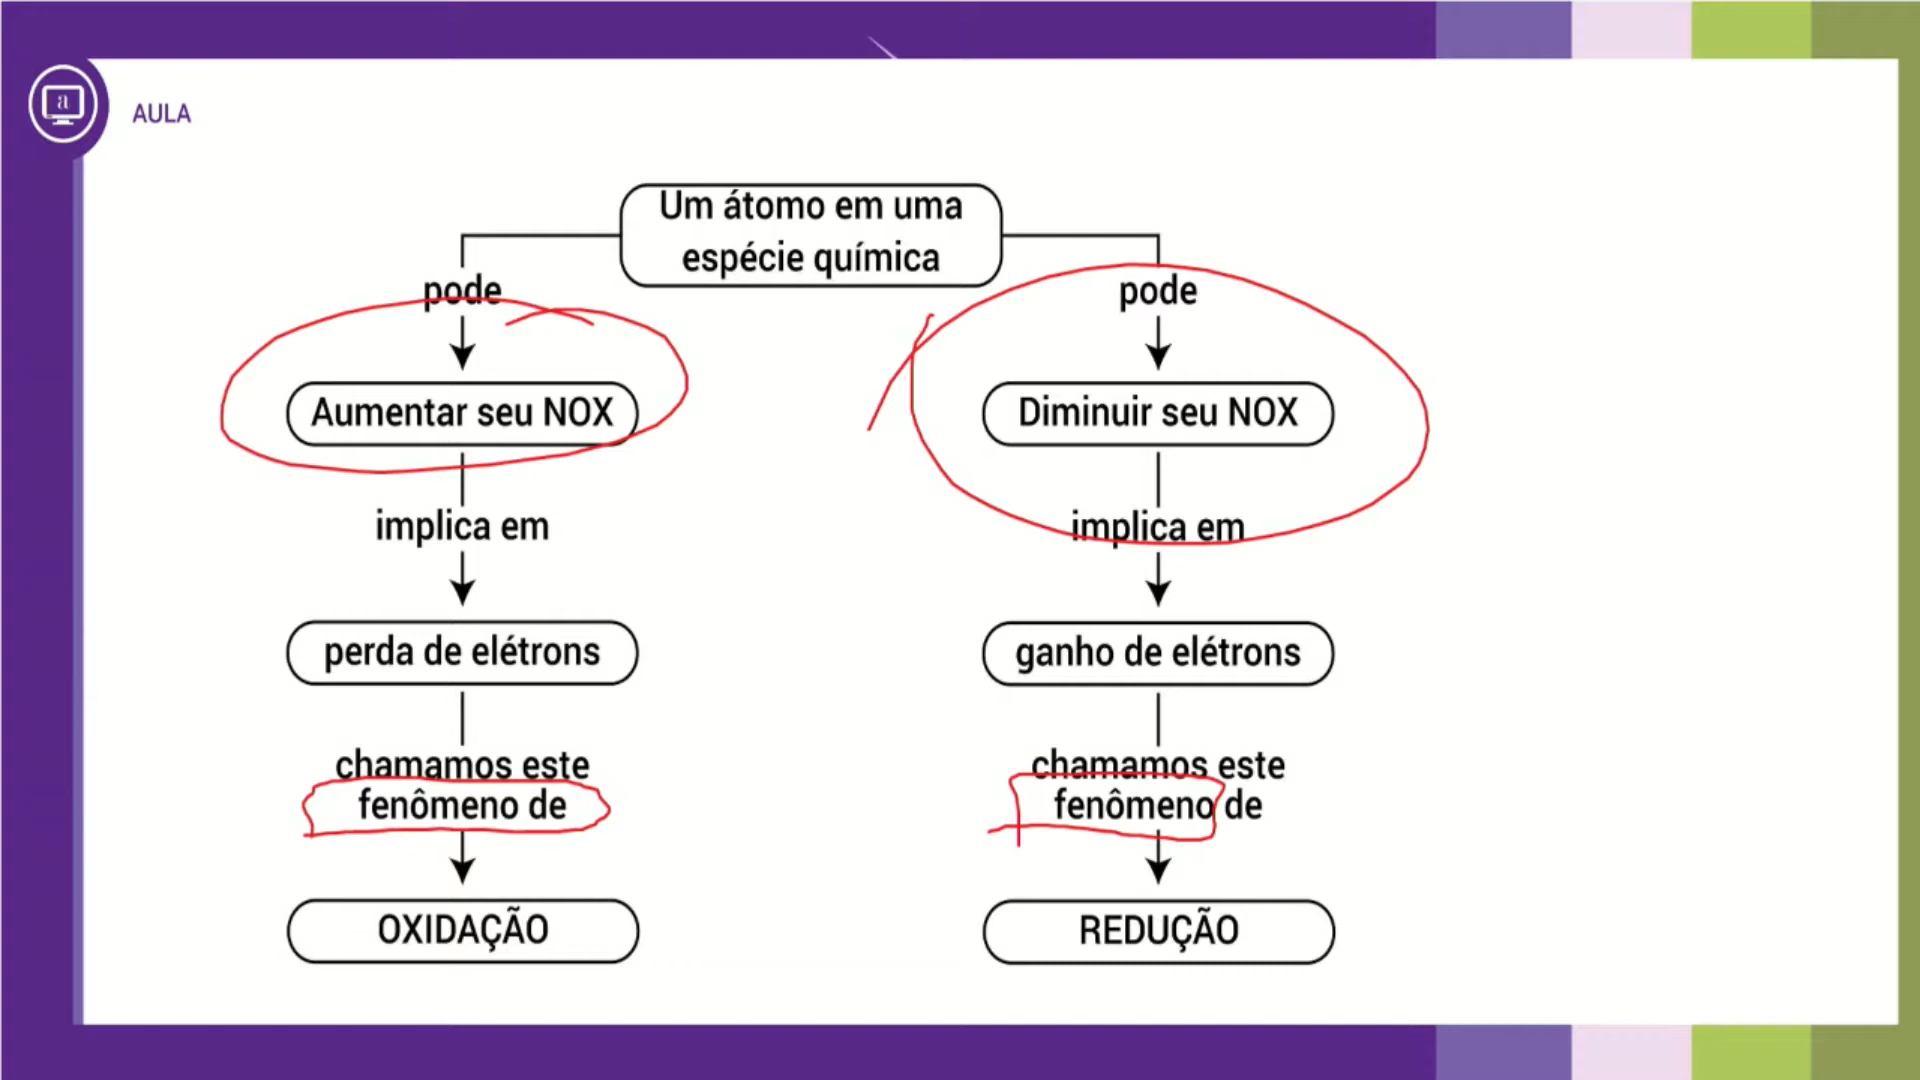 a
AULA
Um átomo em uma
espécie química
pode
Aumentar seu NOX
implica em
perda de elétrons
chamamos este
fenômeno de
OXIDAÇÃO
pode
Diminuir seu NOX
implica em
ganho de elétrons
chamamos este
fenômeno de
REDUÇÃO